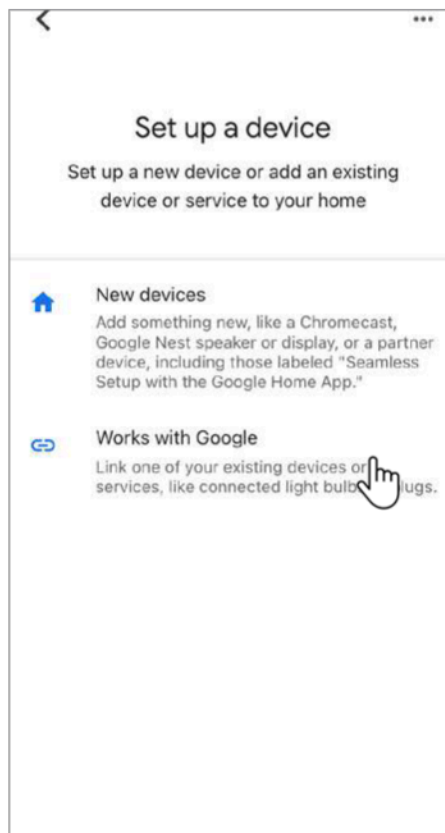 Set up a device
Set up a new device or add an existing
device or service to your home
New devices
Add something new, like a Chromecast,
Google Nest speaker or display, or a partner
device, including those labeled "Seamless
Setup with the Google Home App."
Works with Google
Link one of your existing devices or
services, like connected light bulb lugs.